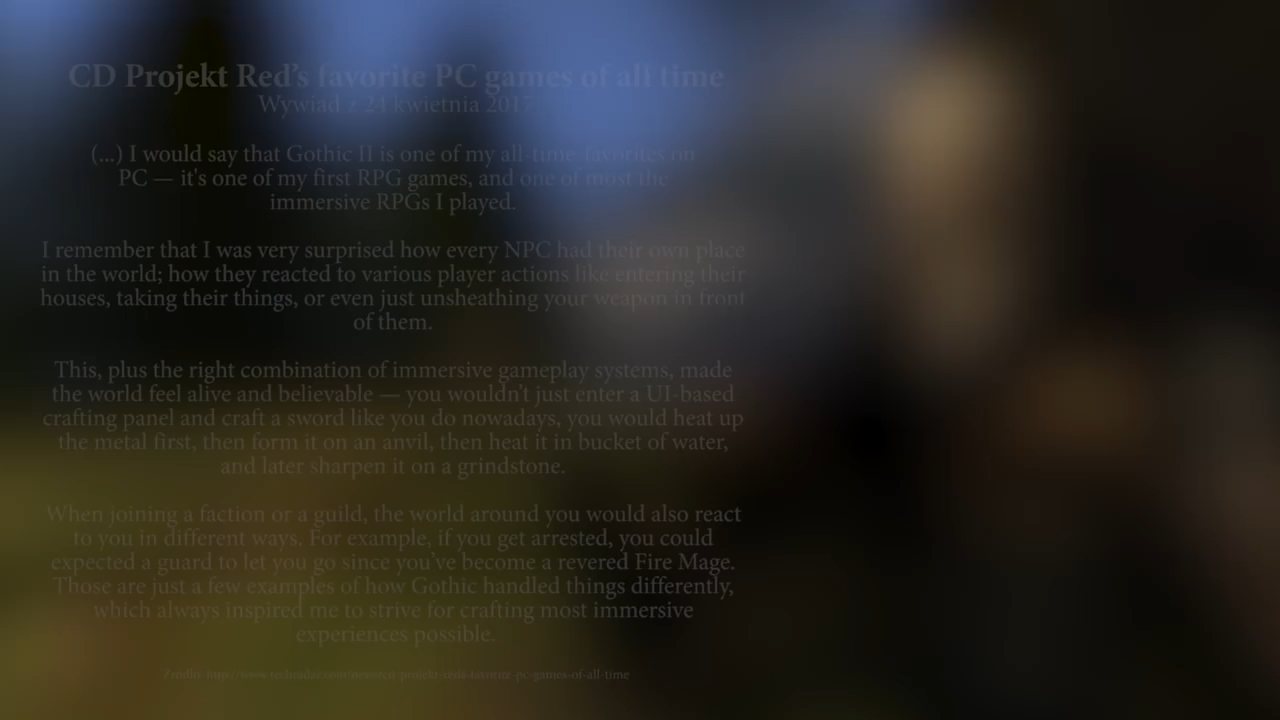 CD Projekt Red's favorite PC games of all time
Wywiad z 24 kwietnia 2017
(...) I would say that Gothic II is one of my all-time favorites on
PC — it's one of my first RPG games, and one of most the
immersive RPGs I played.
I remember that I was very surprised how every NPC had their own place
in the world; how they reacted to various player actions like entering their
houses, taking their things, or even just unsheathing your weapon in front
of them.
This, plus the right combination of immersive gameplay systems, made
the world feel alive and believable — you wouldn't just enter a UI-based
crafting panel and craft a sword like you do nowadays, you would heat up
the metal first, then form it on an anvil, then heat it in bucket of water,
and later sharpen it on a grindstone.
When joining a faction or a guild, the world around you would also react
to you in different ways. For example, if you get arrested, you could
expected a guard to let you go since you've become a revered Fire Mage.
Those are just a few examples of how Gothic handled things differently,
which always inspired me to strive for crafting most immersive
experiences possible.